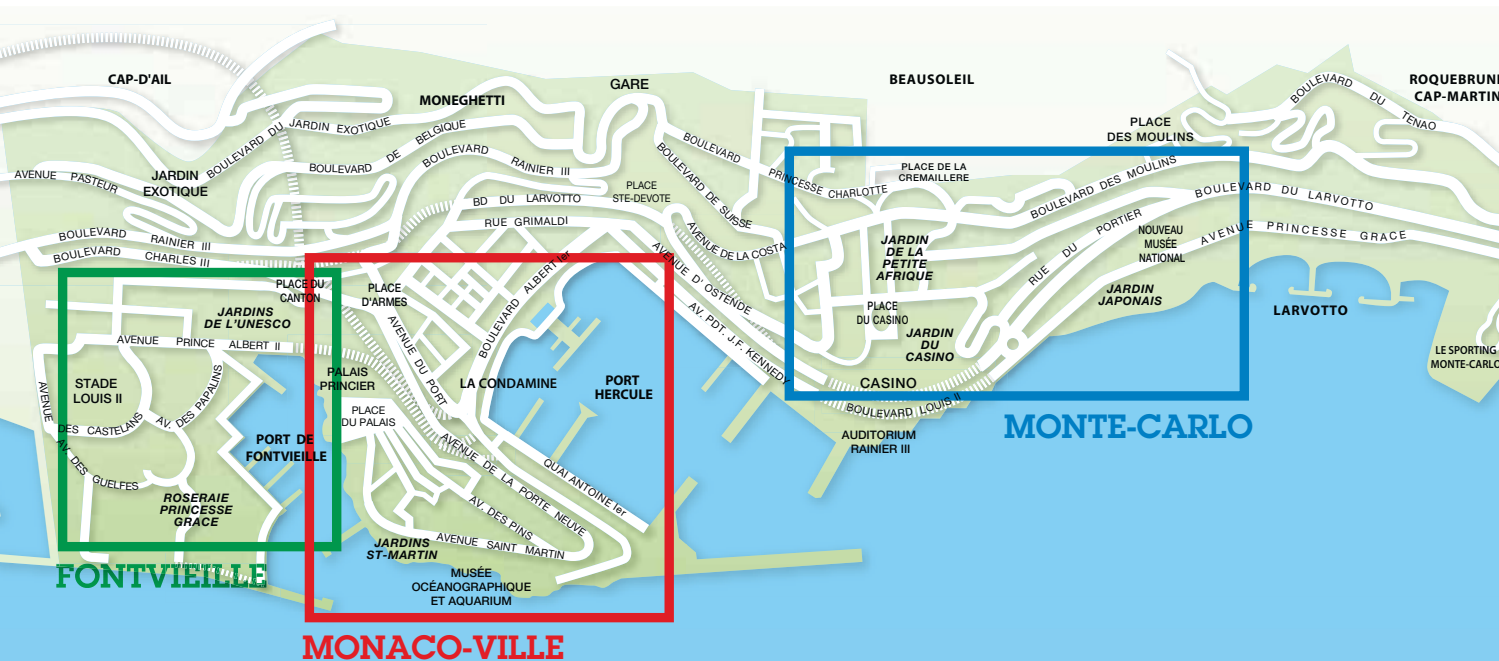 CAP-D'AIL
MONEGHETTI
GARE
BEAUSOLEIL
ROQUEBRUNE
CAP-MARTIN
BOULEVARD DU TENAO
PLACE
DES MOULINS
BOULEVARD DU JARDIN EXOTIQUE
BOULEVARD DE BELGIQUE
BOULEVARD RAINIER III
BOULEVARD PRINCESSE CHARLOTTE
BOULEVARD DE SUISSE
PLACE DE LA
CREMAILLERE
BOULEVARD DES MOULINS
AVENUE PASTEUR
JARDIN
EXOTIQUE
PLACE
STE-DEVOTE
BD DU LARVOTTO
RUE GRIMALDI
BOULEVARD DU LARVOTTO
AVENUE PRINCESSE GRACE
RUE DU PORTIER
NOUVEAU
MUSÉE
NATIONAL
BOULEVARD RAINIER III
BOULEVARD CHARLES III
AVENUE DE LA COSTA
JARDIN
DE LA
PETITE
AFRIQUE
AVENUE D'OSTENDE
AV. PDT. J.F. KENNEDY
BOULEVARD ALBERT Ier
PLACE DU
CANTON
PLACE
D'ARMES
JARDIN
JAPONAIS
LARVOTTO
PLACE
DU CASINO
JARDIN
DU
CASINO
JARDINS
DE L'UNESCO
AVENUE PRINCE ALBERT II
AVENUE DU PORT
LE SPORTING
MONTE-CARLO
STADE
LOUIS II
PALAIS
PRINCIER
LA CONDAMINE
PORT
HERCULE
CASINO
BOULEVARD LOUIS II
AUDITORIUM
RAINIER III
MONTE-CARLO
AVENUE DES CASTELANS
AV. DES PAPALINS
PLACE
DU PALAIS
PORT DE
FONTVIEILLE
AV. DES GUELFES
AVENUE DE LA PORTE NEUVE
QUAI ANTOINE Ier
ROSERAIE
PRINCESSE
GRACE
AV. DES PINS
AVENUE SAINT MARTIN
JARDINS
ST-MARTIN
MUSÉE
OCÉANOGRAPHIQUE
ET AQUARIUM
FONTVIEILLE
MONACO-VILLE